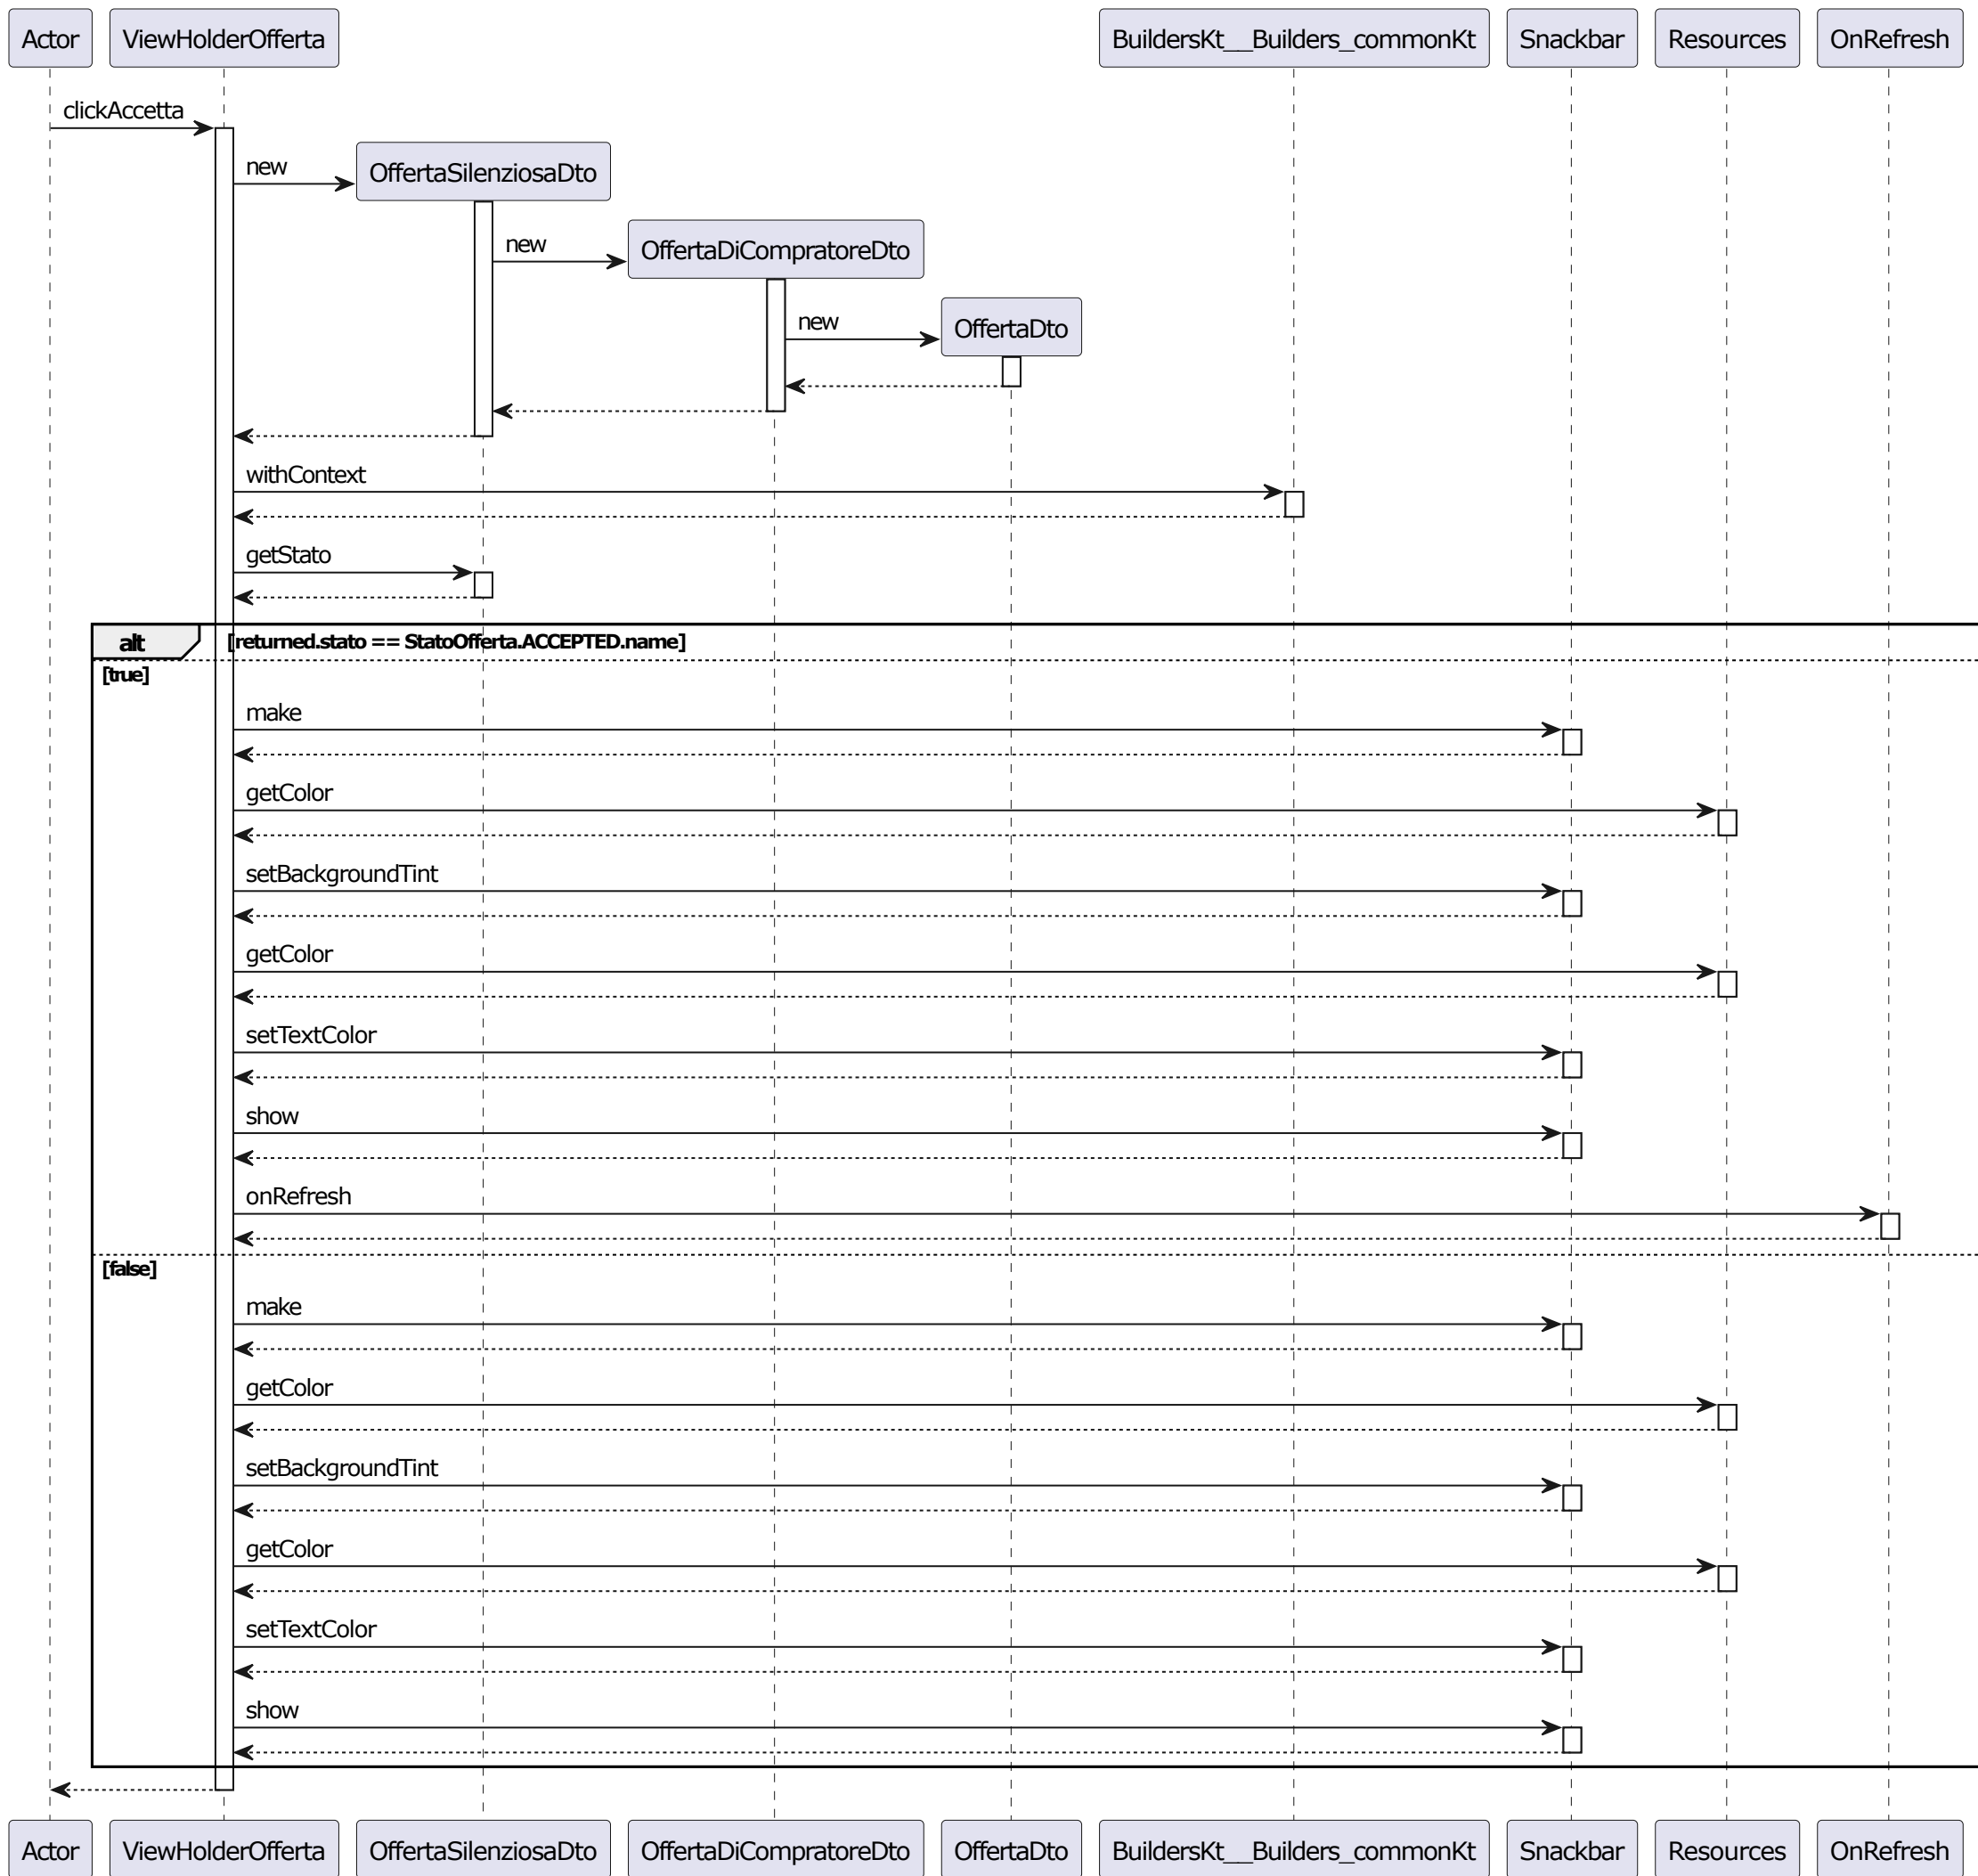 Actor ViewHolderOfferta BuildersKt__Builders_commonKt Snackbar Resources OnRefresh
clickAccetta
new OffertaSilenziosaDto
new OffertaDiCompratoreDto
new OffertaDto
withContext
getStato
alt [returned.stato == StatoOfferta.ACCEPTED.name]
[true]
make
getColor
setBackgroundTint
getColor
setTextColor
show
onRefresh
[false]
make
getColor
setBackgroundTint
getColor
setTextColor
show
Actor ViewHolderOfferta OffertaSilenziosaDto OffertaDiCompratoreDto OffertaDto BuildersKt__Builders_commonKt Snackbar Resources OnRefresh